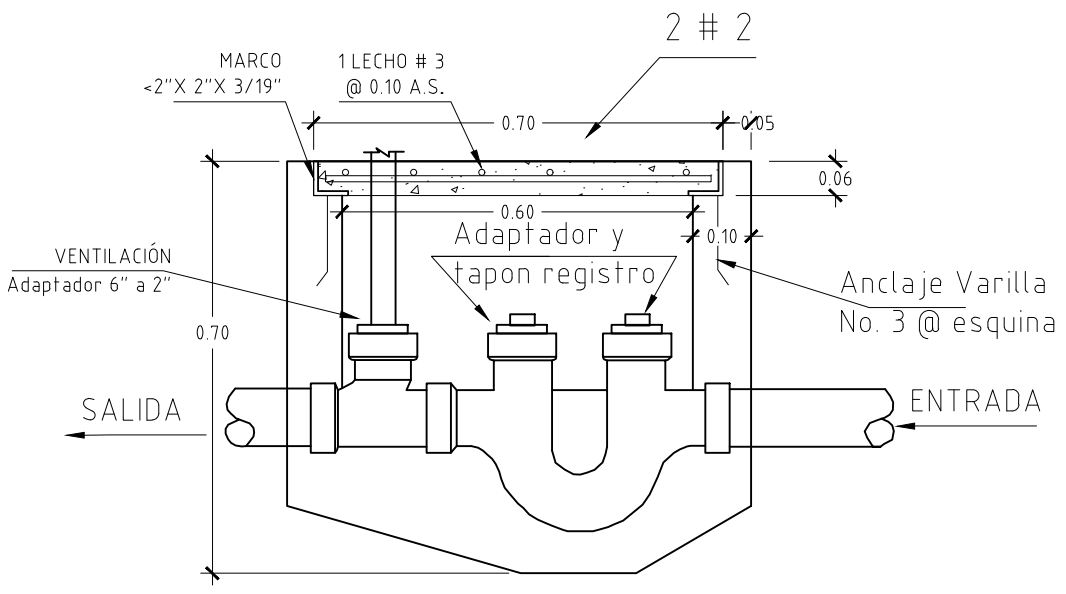 2 # 2
MARCO
<2"X 2"X 3/19"
1 LECHO # 3
@ 0.10 A.S.
0.70
0.05
0.06
0.60
0.10
Adaptador y
tapon registro
VENTILACIÓN
Adaptador 6" a 2"
Anclaje Varilla
No. 3 @ esquina
0.70
SALIDA
ENTRADA